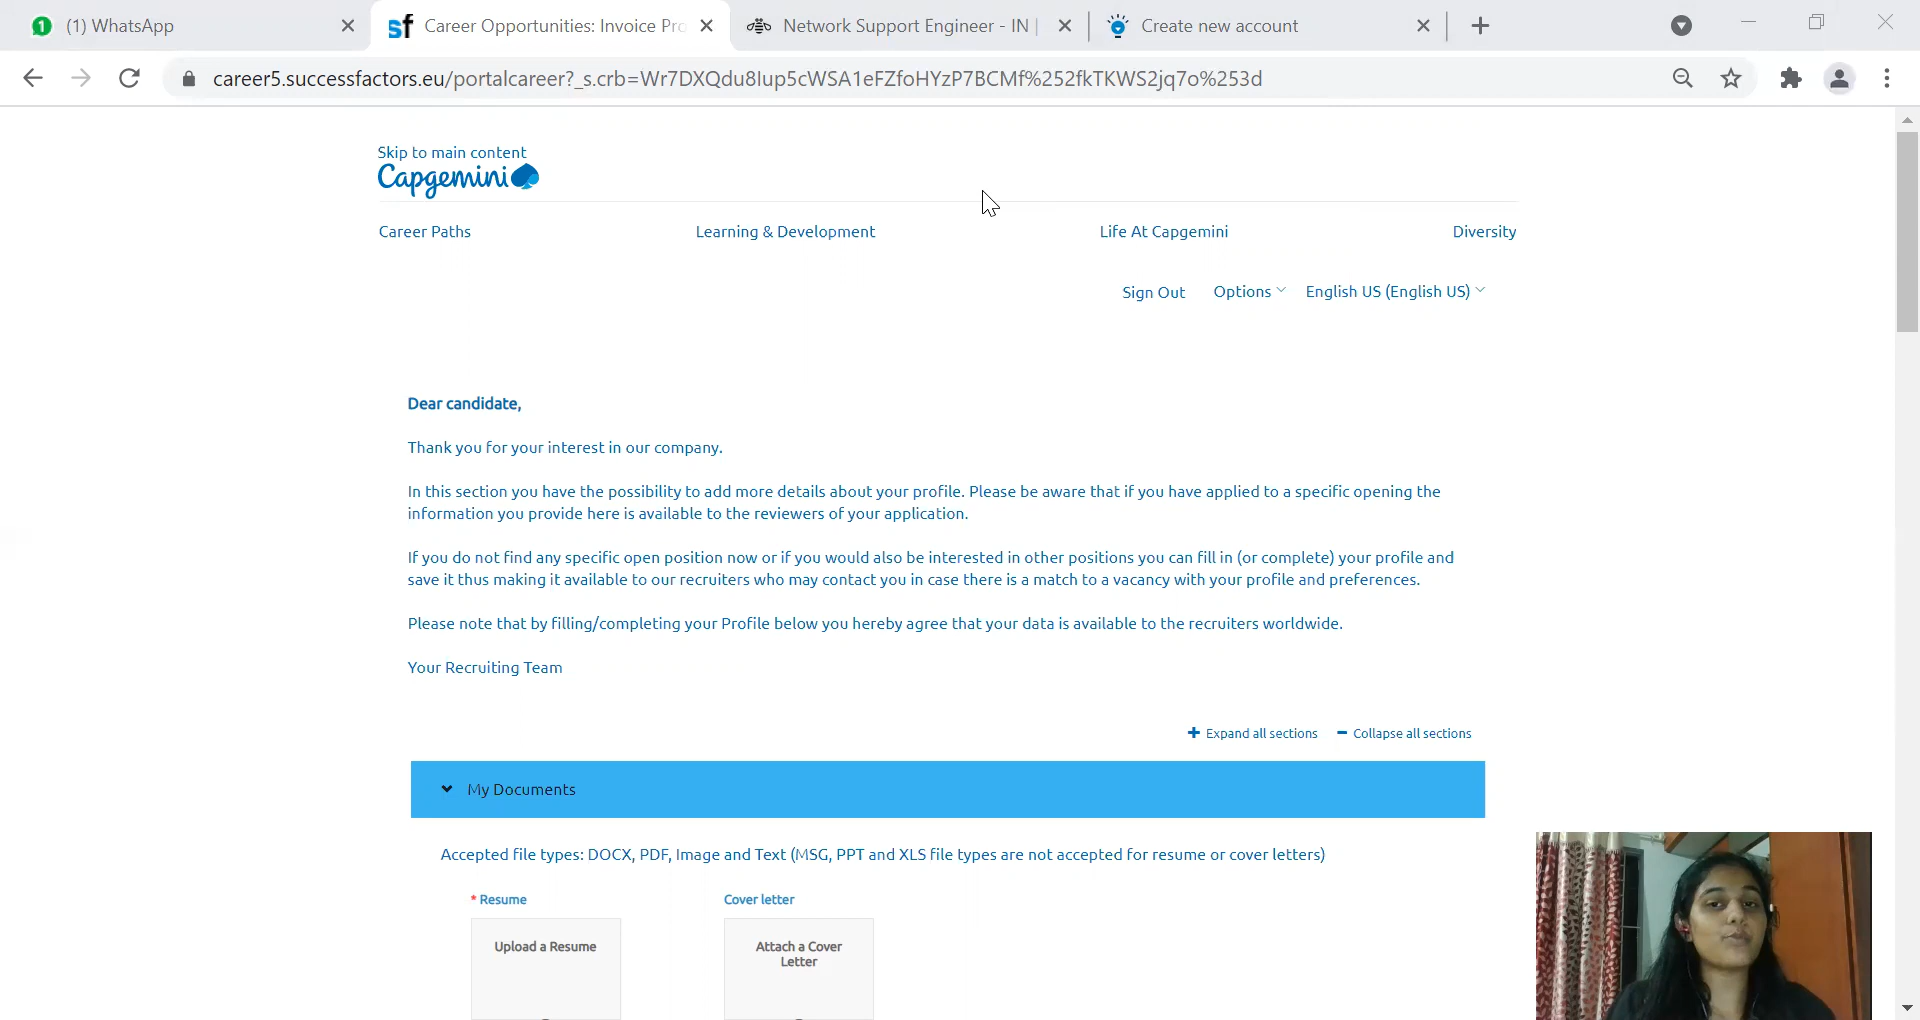 (1) WhatsApp
sf Career Opportunities: Invoice Pro
Network Support Engineer - IN |
Create new account
career5.successfactors.eu/portalcareer?_s.crb=Wr7DXQdu8lup5cWSA1eFZfoHYzP7BCMf%252fkTKWS2jq7o%253d
Skip to main content
Capgemini
Career Paths
Learning & Development
Life At Capgemini
Diversity
Sign Out
Options
English US (English US)
Dear candidate,
Thank you for your interest in our company.
In this section you have the possibility to add more details about your profile. Please be aware that if you have applied to a specific opening the
information you provide here is available to the reviewers of your application.
If you do not find any specific open position now or if you would also be interested in other positions you can fill in (or complete) your profile and
save it thus making it available to our recruiters who may contact you in case there is a match to a vacancy with your profile and preferences.
Please note that by filling/completing your Profile below you hereby agree that your data is available to the recruiters worldwide.
Your Recruiting Team
Expand all sections
Collapse all sections
My Documents
Accepted file types: DOCX, PDF, Image and Text (MSG, PPT and XLS file types are not accepted for resume or cover letters)
* Resume
Cover letter
Upload a Resume
Attach a Cover
Letter